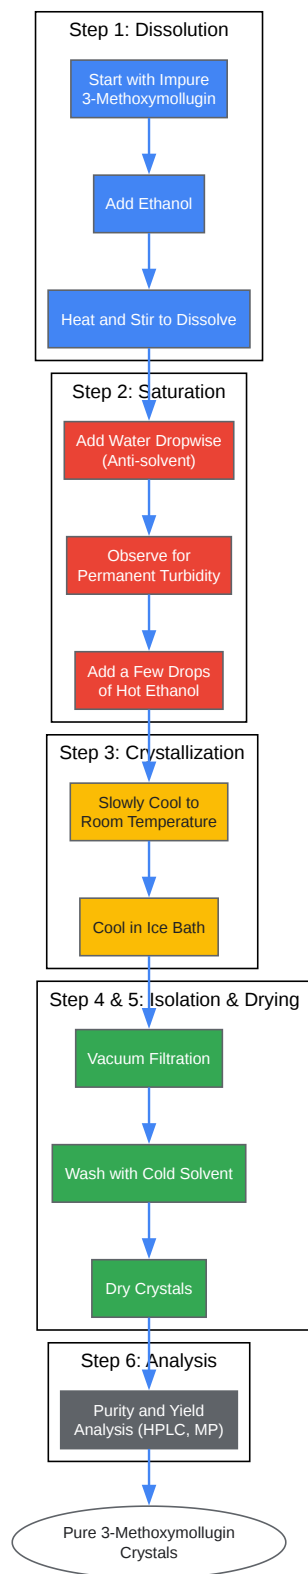 Step 1: Dissolution
Start with Impure
3-Methoxymollugin
Add Ethanol
Heat and Stir to Dissolve
Step 2: Saturation
Add Water Dropwise
(Anti-solvent)
Observe for
Permanent Turbidity
Add a Few Drops
of Hot Ethanol
Step 3: Crystallization
Slowly Cool to
Room Temperature
Cool in Ice Bath
Step 4 & 5: Isolation & Drying
Vacuum Filtration
Wash with Cold Solvent
Dry Crystals
Step 6: Analysis
Purity and Yield
Analysis (HPLC, MP)
Pure 3-Methoxymollugin
Crystals